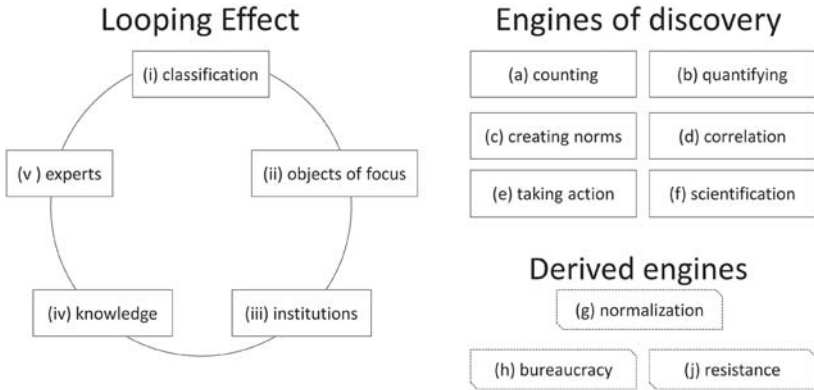 Looping Effect
(i) classification
(v ) experts
(ii) objects of focus
(iv) knowledge
(iii) institutions
Engines of discovery
(a) counting
(b) quantifying
(c) creating norms
(d) correlation
(e) taking action
(f) scientification
Derived engines
(g) normalization
(h) bureaucracy
(j) resistance